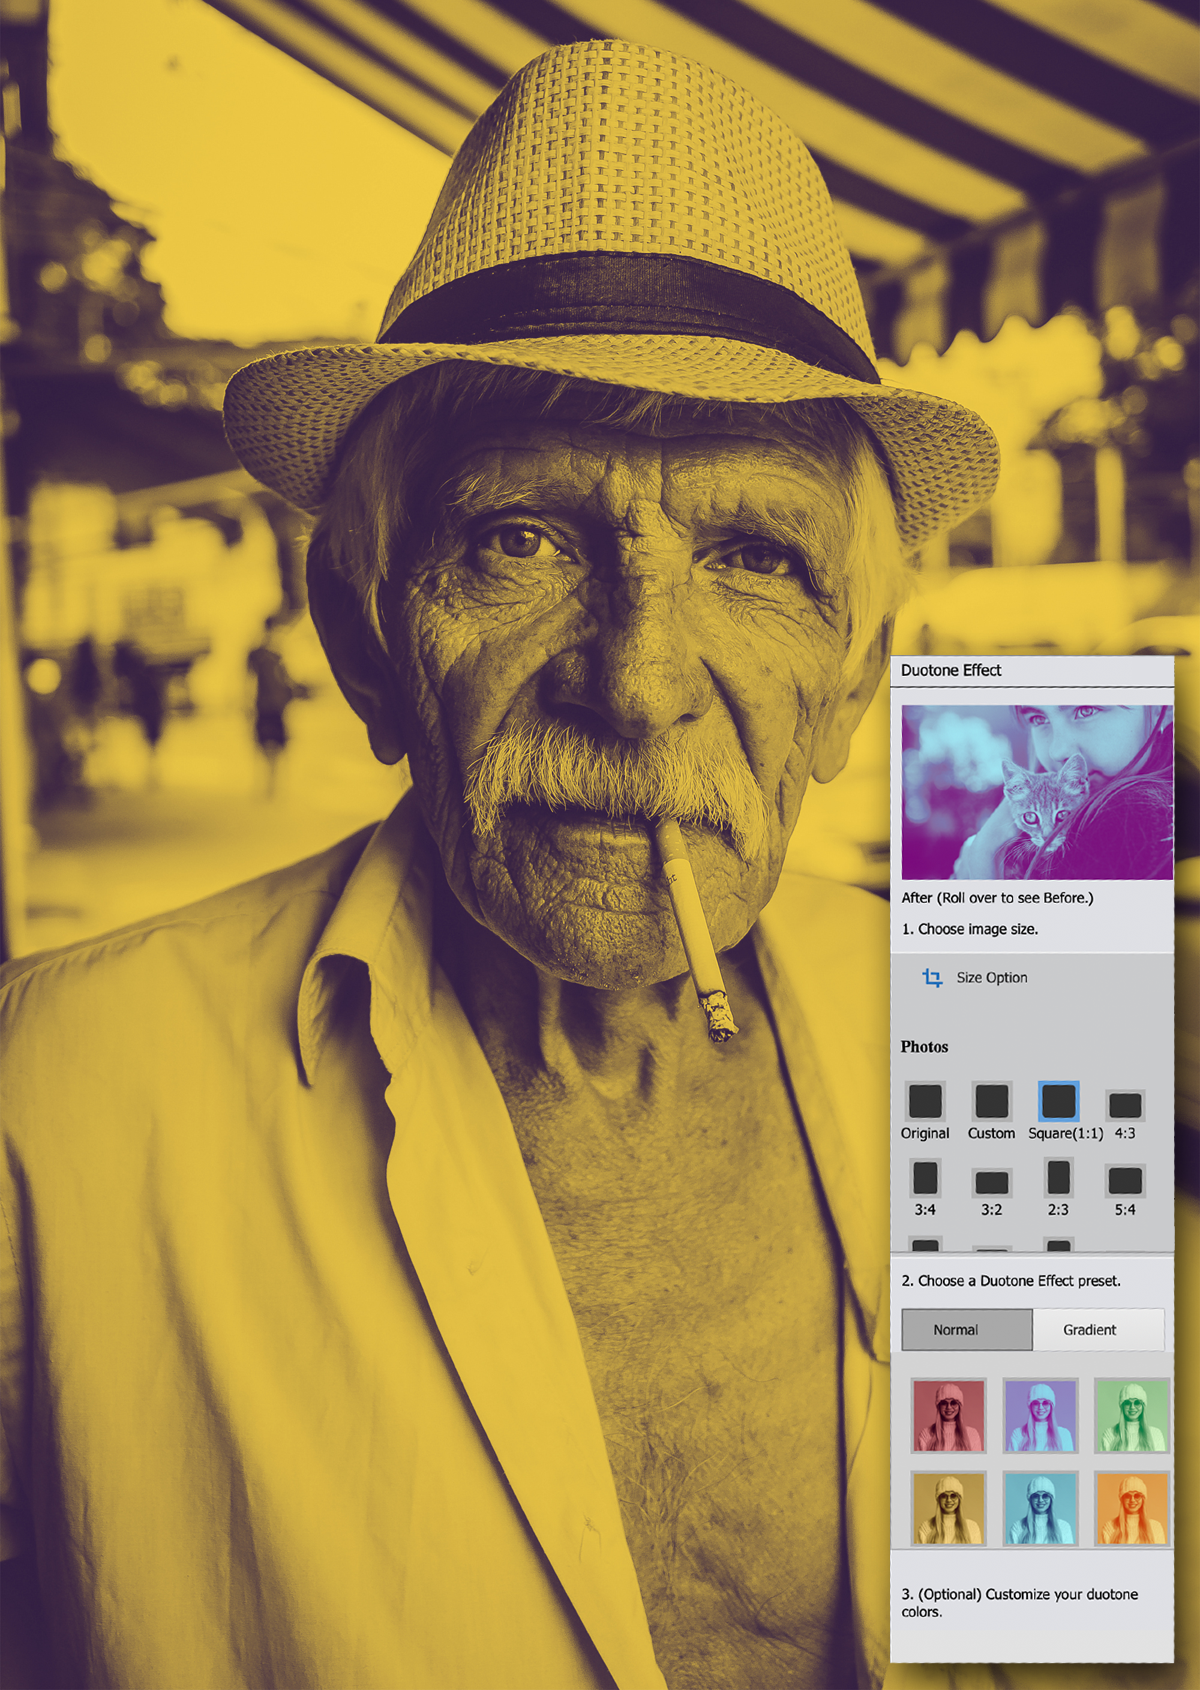 Duotone Effect
After (Roll over to see Before.)
1. Choose image size.
Size Option
Photos
Original Custom Square(1:1) 4:3
3:4 3:2 2:3 5:4
2. Choose a Duotone Effect preset.
Normal Gradient
3. (Optional) Customize your duotone
colors.